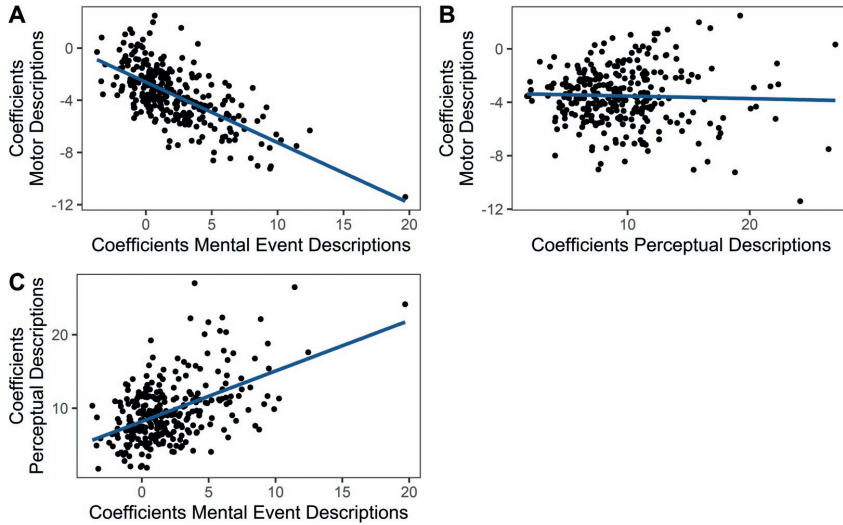 A
Coefficients
Motor Descriptions
0
-4
-8
-12
0 5 10 15 20
Coefficients Mental Event Descriptions
B
Coefficients
Motor Descriptions
0
-4
-8
-12
10 20
Coefficients Perceptual Descriptions
C
Coefficients
Perceptual Descriptions
20
10
0 5 10 15 20
Coefficients Mental Event Descriptions